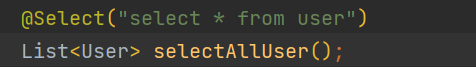 @Select("select * from user")
List<User> selectAllUser();